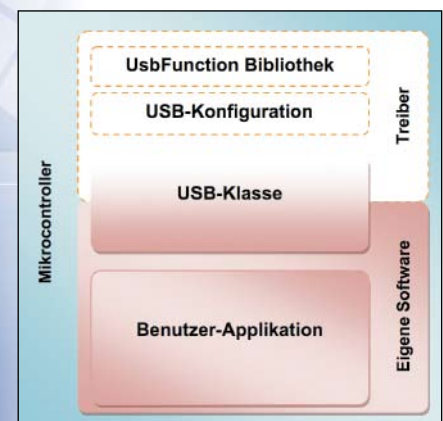 UsbFunction Bibliothek
USB-Konfiguration
Treiber
USB-Klasse
Mikrocontroller
Benutzer-Applikation
Eigene Software